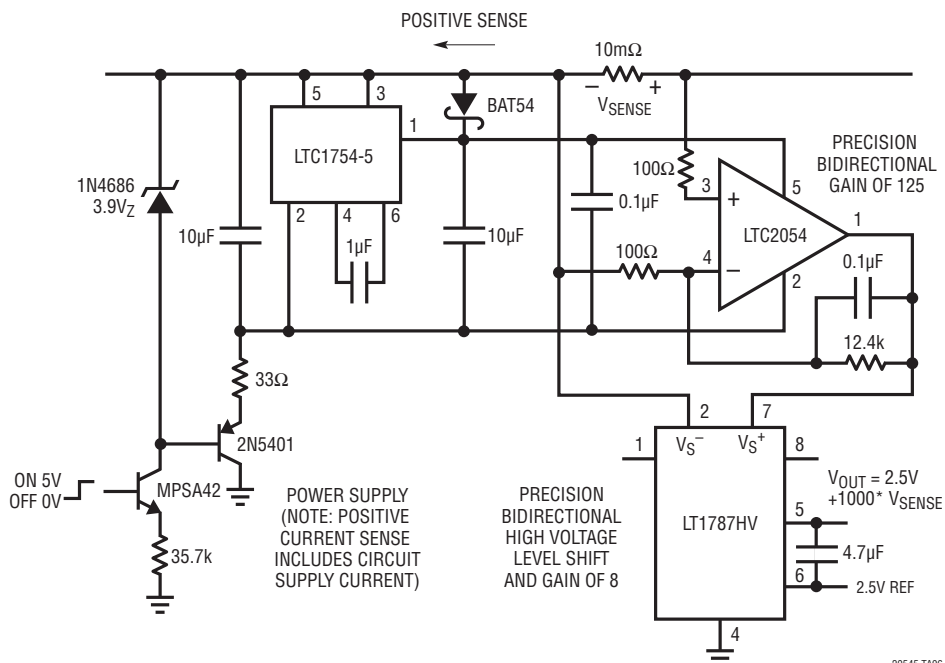 POSITIVE SENSE
10mΩ
− VSENSE +
5
3
1
BAT54
LTC1754-5
2
4
6
1N4686
3.9VZ
10µF
1µF
10µF
0.1µF
100Ω
3
+
5
PRECISION
BIDIRECTIONAL
GAIN OF 125
LTC2054
1
100Ω
4
−
2
0.1µF
12.4k
33Ω
2N5401
ON 5V
OFF 0V
MPSA42
35.7k
POWER SUPPLY
(NOTE: POSITIVE
CURRENT SENSE
INCLUDES CIRCUIT
SUPPLY CURRENT)
PRECISION
BIDIRECTIONAL
HIGH VOLTAGE
LEVEL SHIFT
AND GAIN OF 8
2
7
1
VS−
VS+
8
LT1787HV
VOUT = 2.5V
+1000* VSENSE
5
4.7µF
6
2.5V REF
4